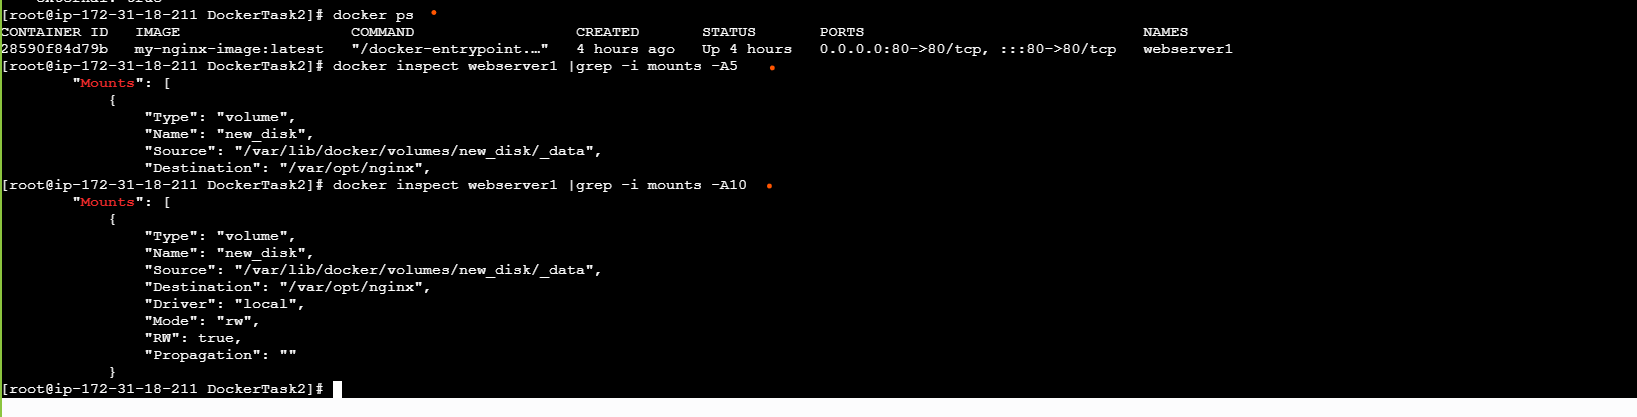 [root@ip-172-31-18-211 DockerTask2]# docker ps
CONTAINER ID   IMAGE                   COMMAND                  CREATED       STATUS       PORTS                               NAMES
28590f84d79b   my-nginx-image:latest   "/docker-entrypoint.…"   4 hours ago   Up 4 hours   0.0.0.0:80->80/tcp, :::80->80/tcp   webserver1
[root@ip-172-31-18-211 DockerTask2]# docker inspect webserver1 |grep -i mounts -A5
        "Mounts": [
            {
                "Type": "volume",
                "Name": "new_disk",
                "Source": "/var/lib/docker/volumes/new_disk/_data",
                "Destination": "/var/opt/nginx",
[root@ip-172-31-18-211 DockerTask2]# docker inspect webserver1 |grep -i mounts -A10
        "Mounts": [
            {
                "Type": "volume",
                "Name": "new_disk",
                "Source": "/var/lib/docker/volumes/new_disk/_data",
                "Destination": "/var/opt/nginx",
                "Driver": "local",
                "Mode": "rw",
                "RW": true,
                "Propagation": ""
            }
[root@ip-172-31-18-211 DockerTask2]#